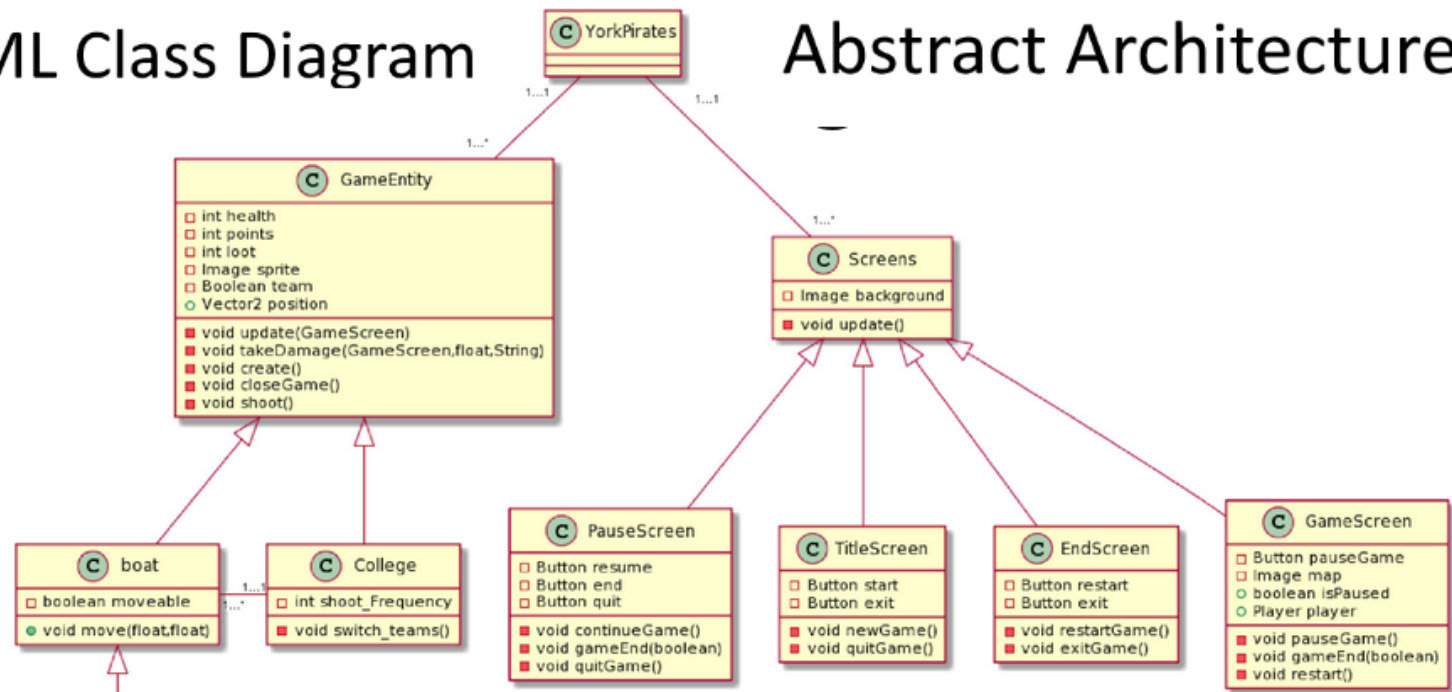 ML Class Diagram
Abstract Architecture
C YorkPirates
1...1
1...1
1...*
1...*
C GameEntity
int health
int points
int loot
Image sprite
Boolean team
Vector2 position
void update(GameScreen)
void takeDamage(GameScreen,float,String)
void create()
void closeGame()
void shoot()
C Screens
Image background
void update()
C boat
boolean moveable
void move(float,float)
1...1
1...*
C College
int shoot_Frequency
void switch_teams()
C PauseScreen
Button resume
Button end
Button quit
void continueGame()
void gameEnd(boolean)
void quitGame()
C TitleScreen
Button start
Button exit
void newGame()
void quitGame()
C EndScreen
Button restart
Button exit
void restartGame()
void exitGame()
C GameScreen
Button pauseGame
Image map
boolean isPaused
Player player
void pauseGame()
void gameEnd(boolean)
void restart()